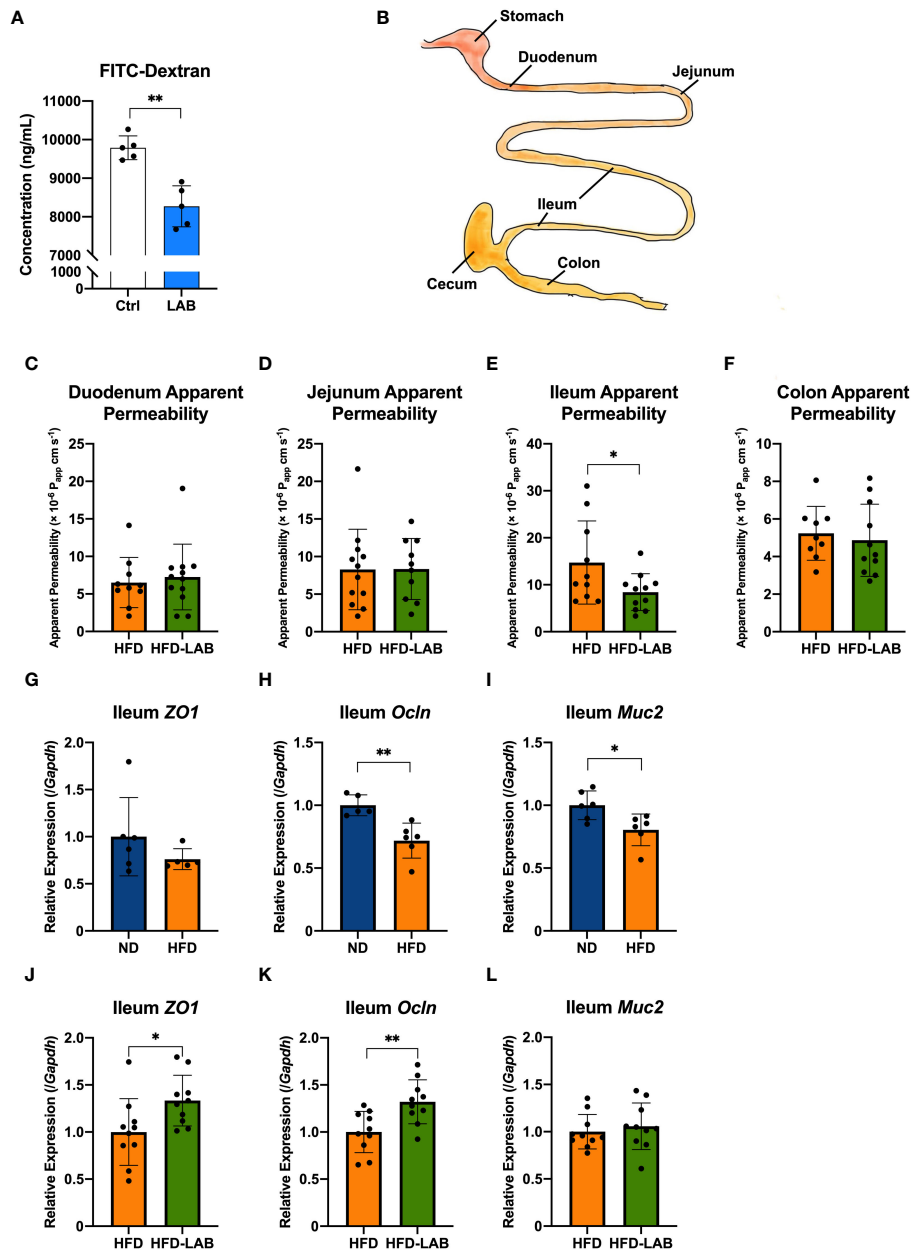 A
FITC-Dextran
**
Concentration (ng/mL)
11000
10000
9000
8000
7000
1000
0
Ctrl LAB
B
Stomach
Duodenum
Jejunum
Ileum
Cecum
Colon
C
Duodenum Apparent
Permeability
Apparent Permeability (× 10-6 Papp cm s-1)
25
20
15
10
5
0
HFD HFD-LAB
D
Jejunum Apparent
Permeability
Apparent Permeability (× 10-6 Papp cm s-1)
25
20
15
10
5
0
HFD HFD-LAB
E
Ileum Apparent
Permeability
Apparent Permeability (× 10-6 Papp cm s-1)
*
40
30
20
10
0
HFD HFD-LAB
F
Colon Apparent
Permeability
Apparent Permeability (× 10-6 Papp cm s-1)
10
8
6
4
2
0
HFD HFD-LAB
G
Ileum ZO1
Relative Expression (/Gapdh)
2.0
1.5
1.0
0.5
0
ND HFD
H
Ileum Ocln
Relative Expression (/Gapdh)
**
1.5
1.0
0.5
0
ND HFD
I
Ileum Muc2
Relative Expression (/Gapdh)
*
1.5
1.0
0.5
0
ND HFD
J
Ileum ZO1
Relative Expression (/Gapdh)
*
2.0
1.5
1.0
0.5
0
HFD HFD-LAB
K
Ileum Ocln
Relative Expression (/Gapdh)
**
2.0
1.5
1.0
0.5
0
HFD HFD-LAB
L
Ileum Muc2
Relative Expression (/Gapdh)
2.0
1.5
1.0
0.5
0
HFD HFD-LAB